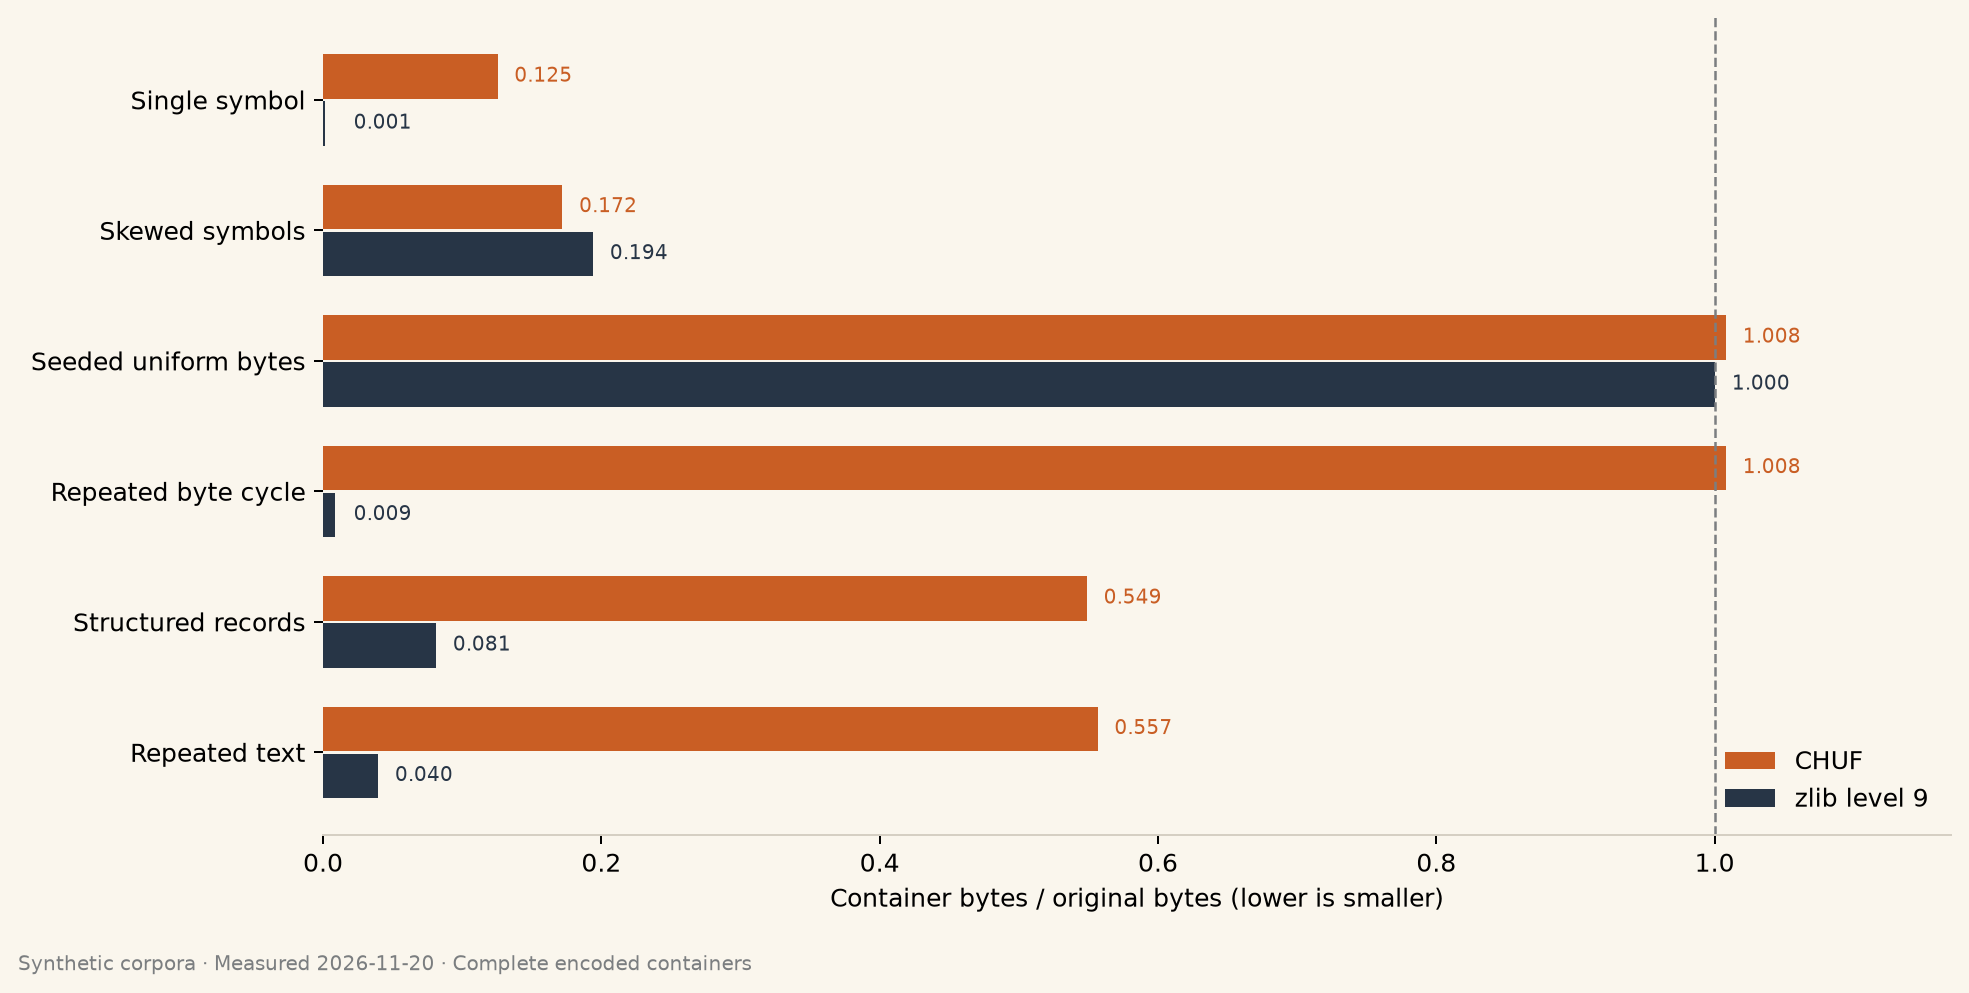 Single symbol
0.125
0.001
Skewed symbols
0.172
0.194
Seeded uniform bytes
1.008
1.000
Repeated byte cycle
1.008
0.009
Structured records
0.549
0.081
Repeated text
0.557
0.040
CHUF
zlib level 9
0.0 0.2 0.4 0.6 0.8 1.0
Container bytes / original bytes (lower is smaller)
Synthetic corpora · Measured 2026-11-20 · Complete encoded containers